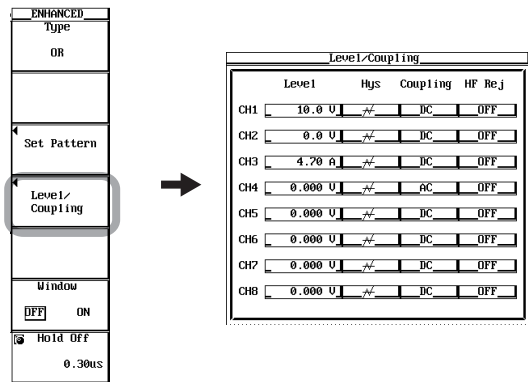 ENHANCED
Type
OR
Set Pattern
Level/
Coupling
Window
OFF ON
Hold Off
0.30us
Level/Coupling
Level Hys Coupling HF Rej
CH1 10.0 V DC OFF
CH2 0.0 V DC OFF
CH3 4.70 A DC OFF
CH4 0.000 V AC OFF
CH5 0.000 V DC OFF
CH6 0.000 V DC OFF
CH7 0.000 V DC OFF
CH8 0.000 V DC OFF